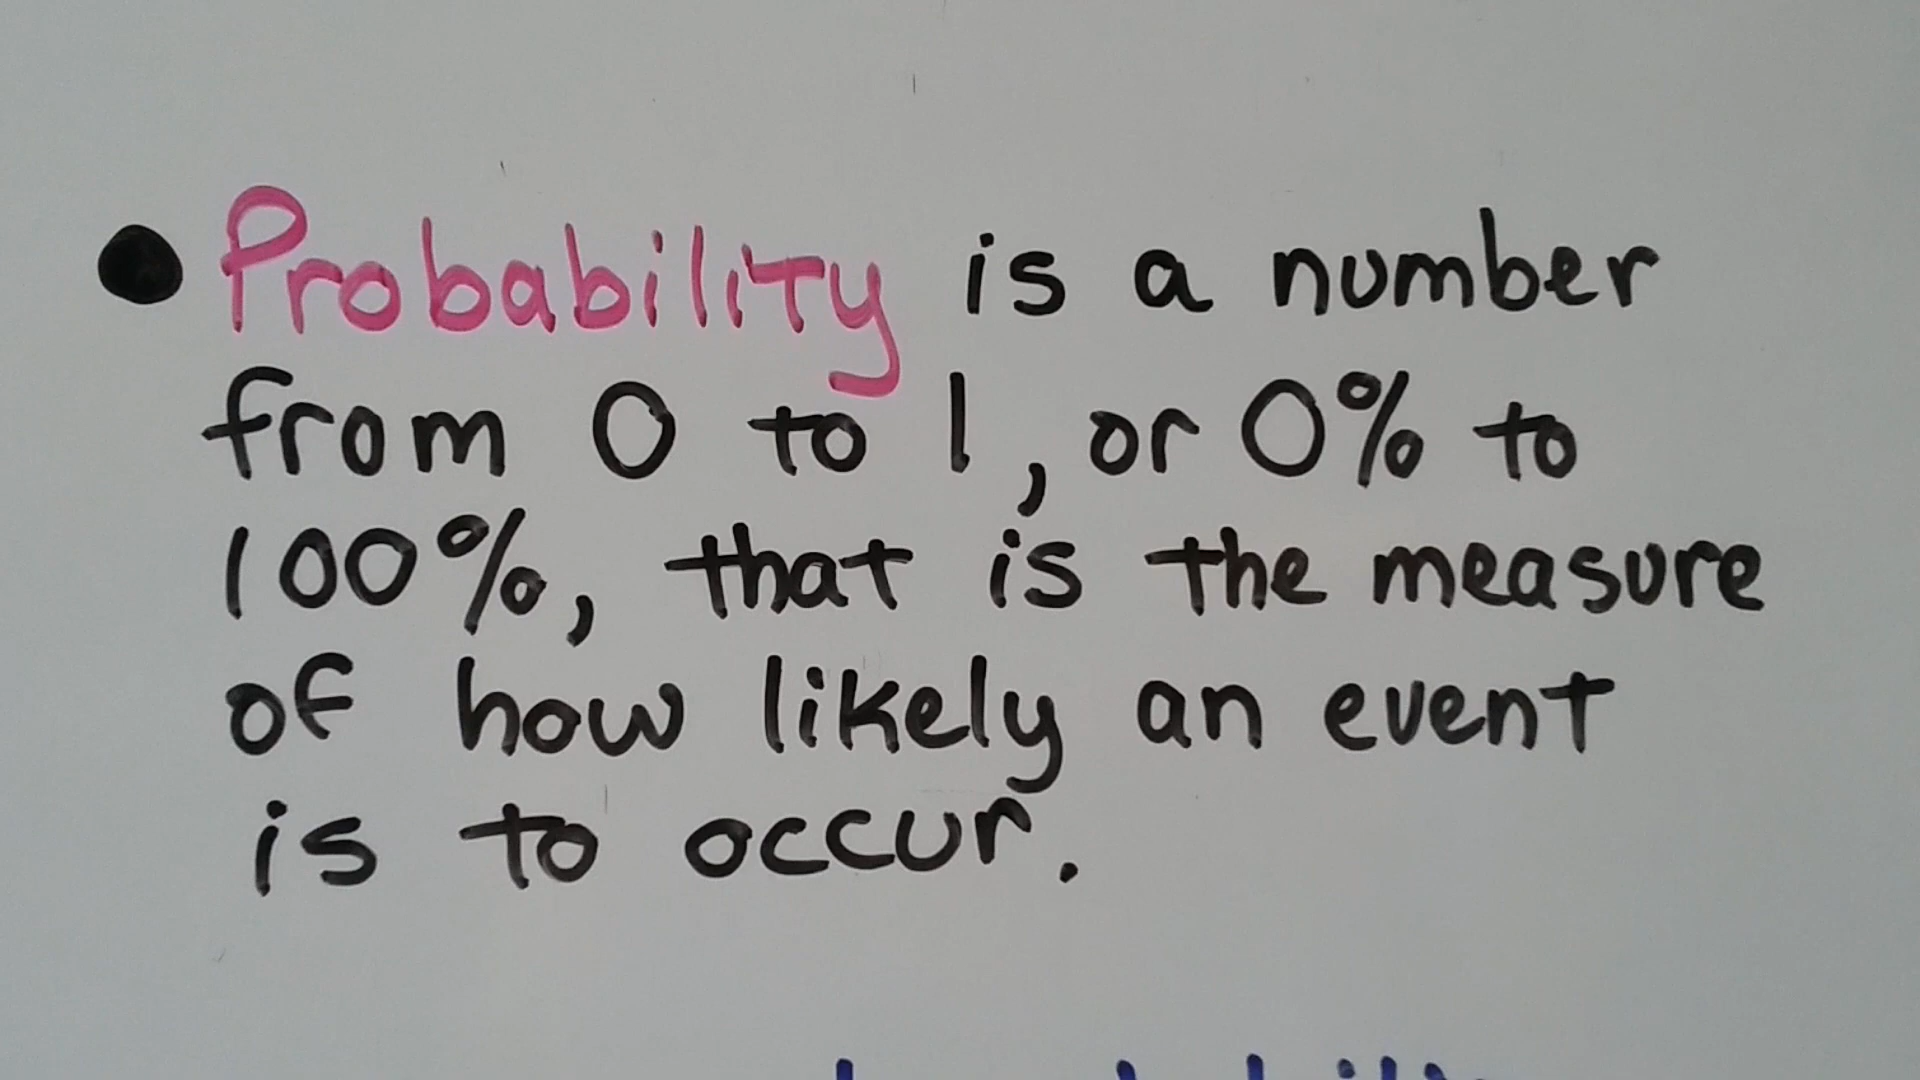 • Probability is a number
from 0 to 1, or 0% to
100%, that is the measure
of how likely an event
is to occur.